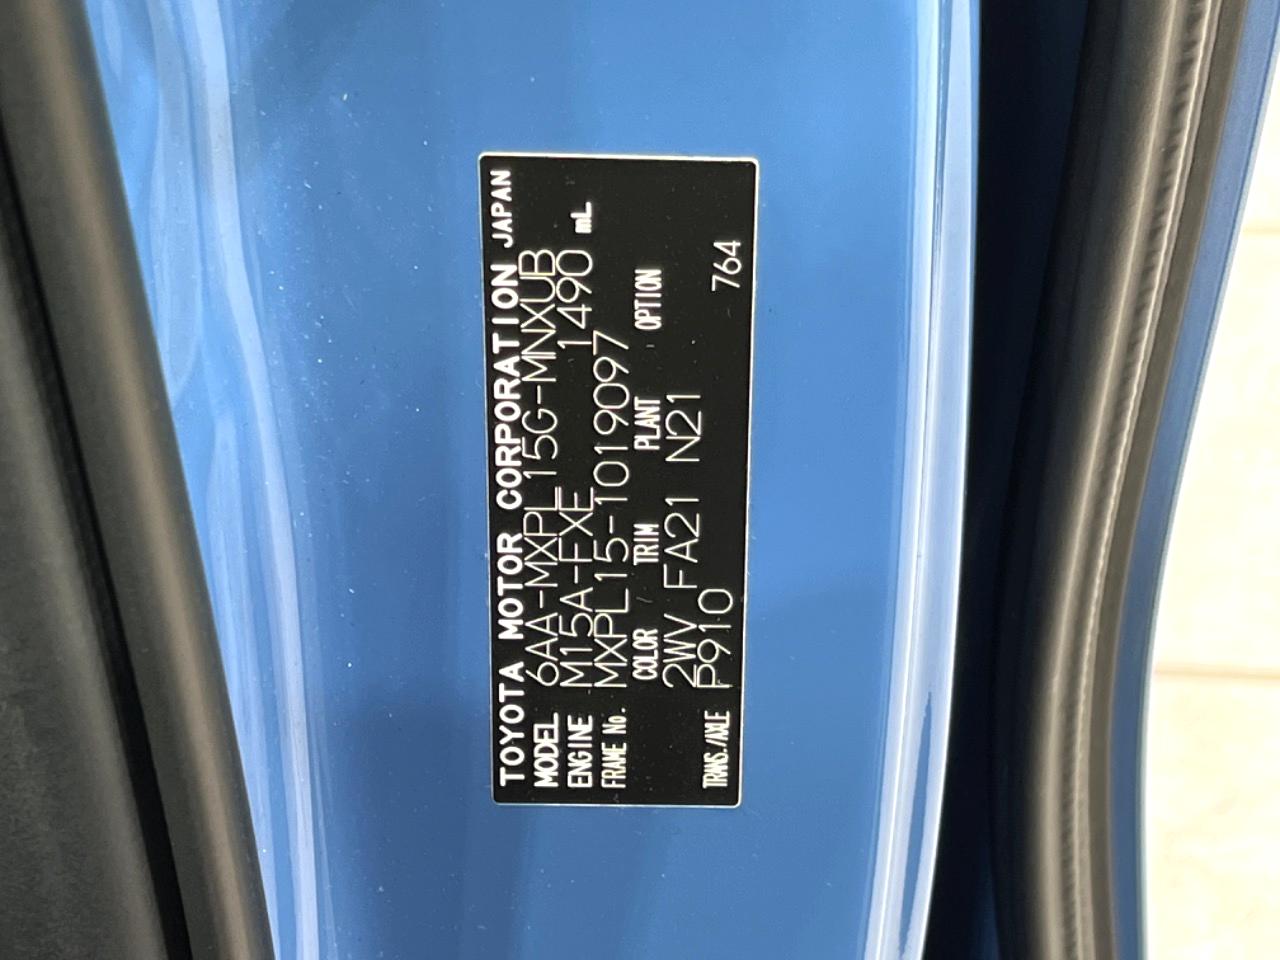 TOYOTA MOTOR CORPORATION JAPAN
MODEL 6AA-MXPL15G-MNXUB
ENGINE M15A-FXE 1490 mL
FRAME No. MXPL15-1019097
COLOR / TRIM PLANT OPTION
2WV FA21 N21
TRANS./AXLE P910 764